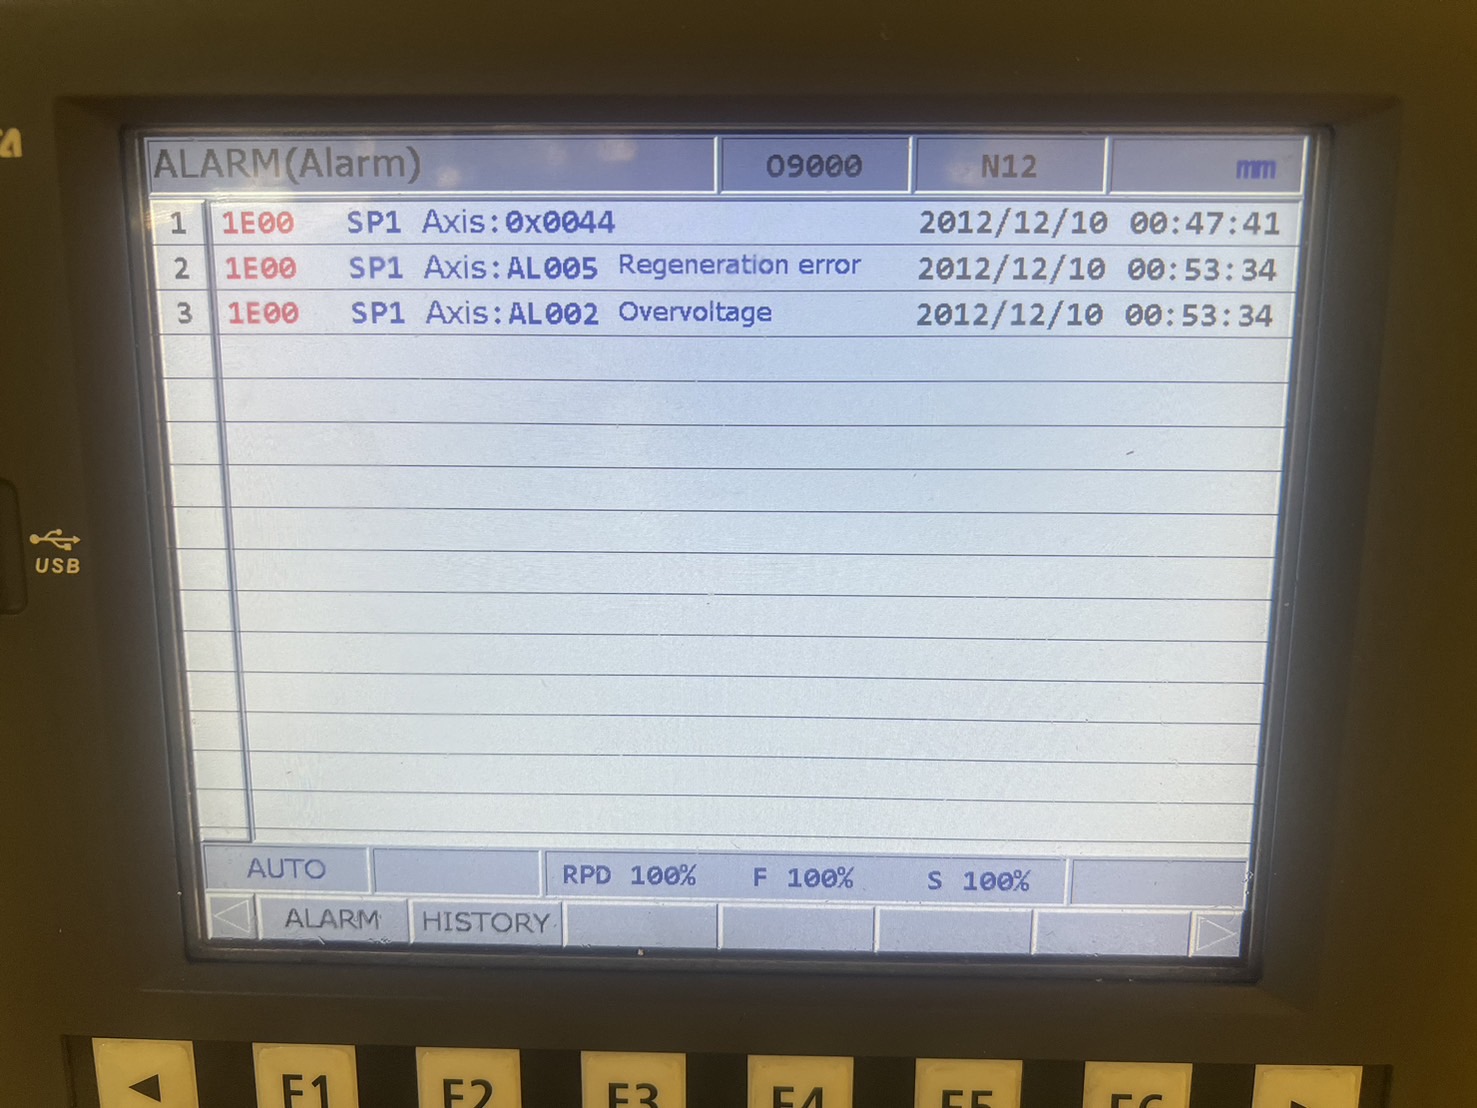 ALARM(Alarm) O9000 N12 mm
1 1E00 SP1 Axis:0x0044 2012/12/10 00:47:41
2 1E00 SP1 Axis:AL005 Regeneration error 2012/12/10 00:53:34
3 1E00 SP1 Axis:AL002 Overvoltage 2012/12/10 00:53:34
USB
AUTO RPD 100% F 100% S 100%
ALARM HISTORY
F1 F2 F3 F4 F5 F6